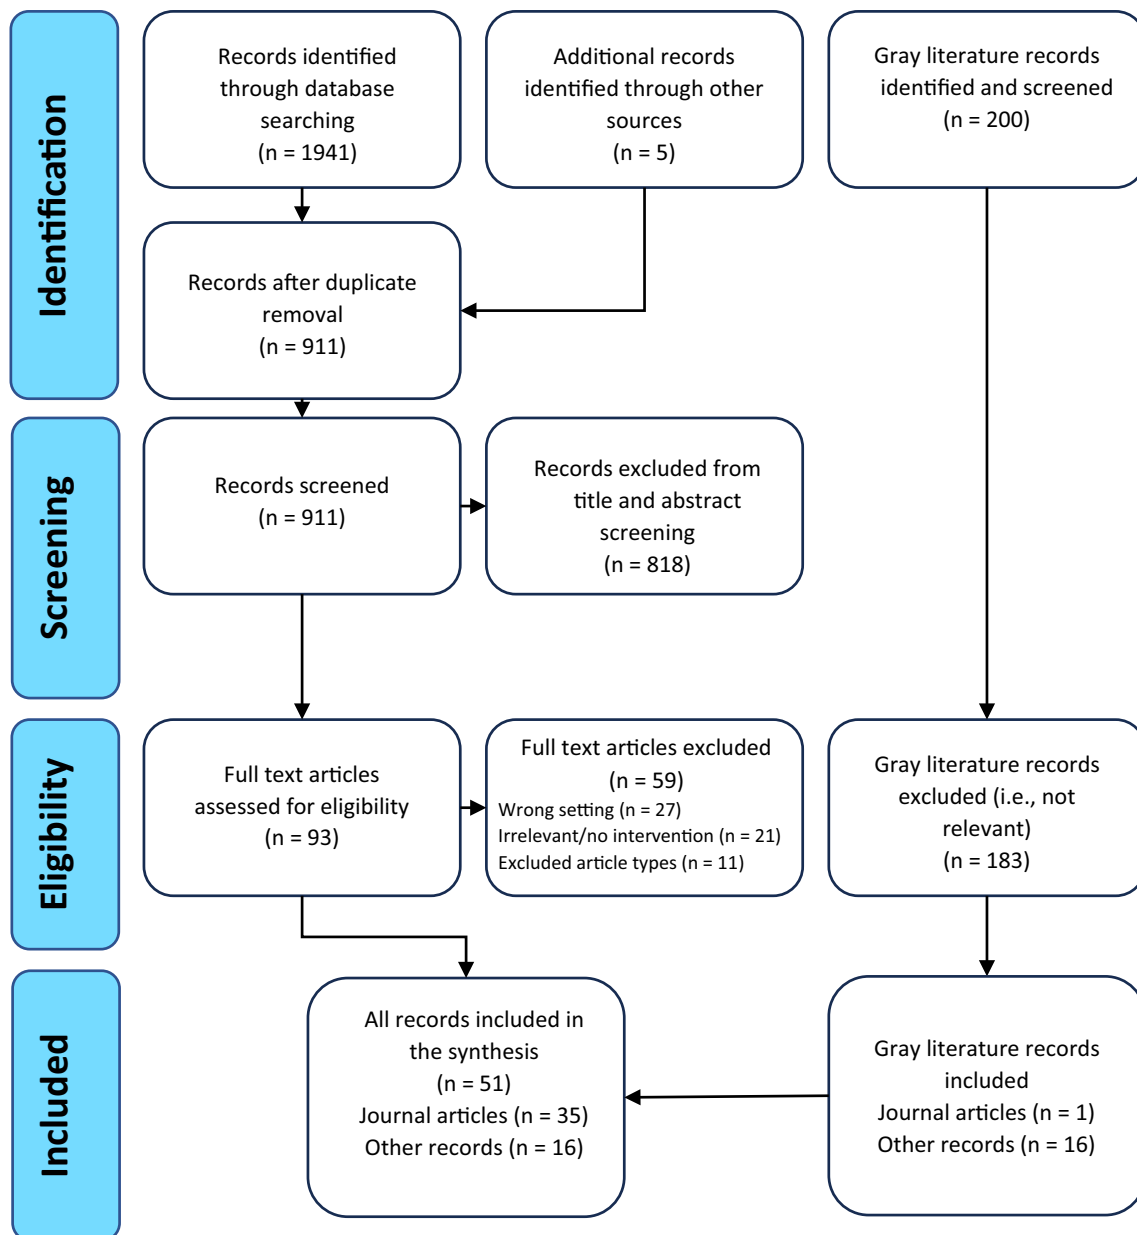 Identification
Records identified
through database
searching
(n = 1941)
Additional records
identified through other
sources
(n = 5)
Gray literature records
identified and screened
(n = 200)
Records after duplicate
removal
(n = 911)
Screening
Records screened
(n = 911)
Records excluded from
title and abstract
screening
(n = 818)
Eligibility
Full text articles
assessed for eligibility
(n = 93)
Full text articles excluded
(n = 59)
Wrong setting (n = 27)
Irrelevant/no intervention (n = 21)
Excluded article types (n = 11)
Gray literature records
excluded (i.e., not
relevant)
(n = 183)
Included
All records included in
the synthesis
(n = 51)
Journal articles (n = 35)
Other records (n = 16)
Gray literature records
included
Journal articles (n = 1)
Other records (n = 16)